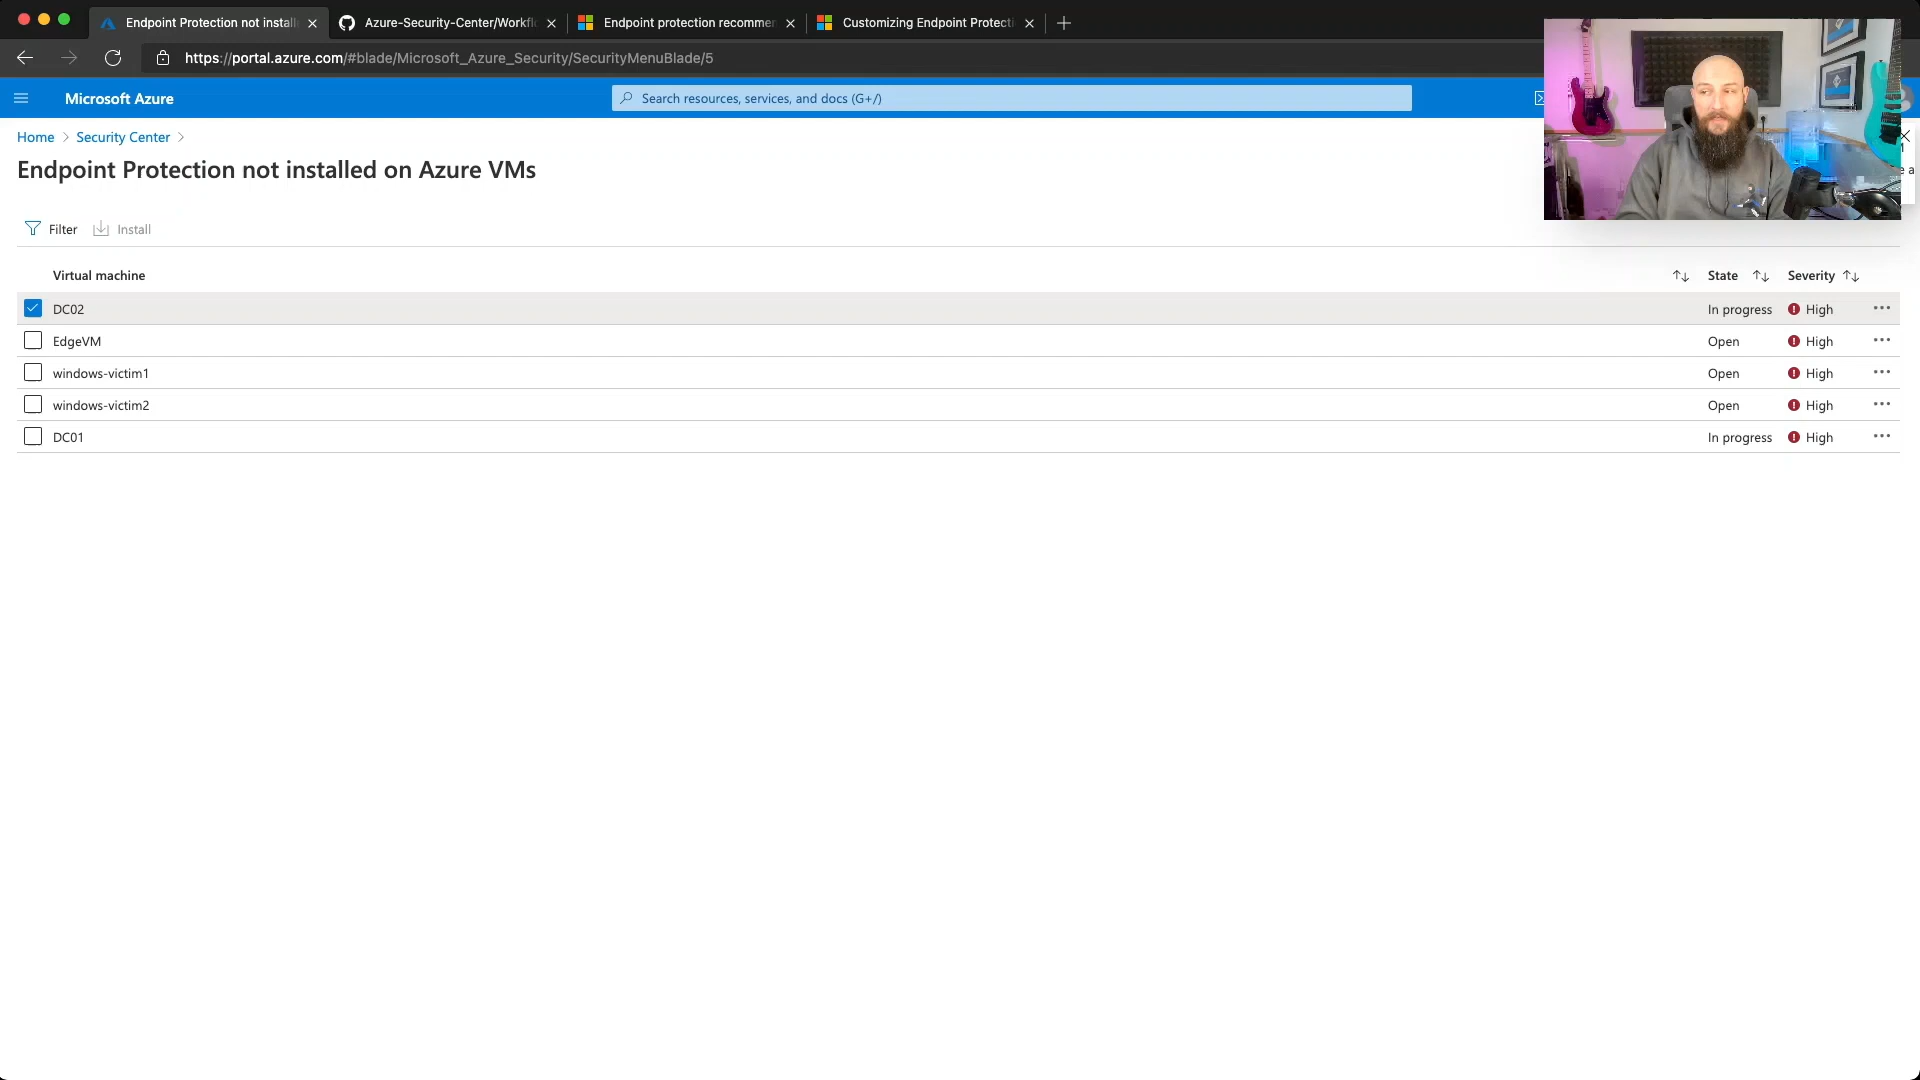 Endpoint Protection not install
Azure-Security-Center/Workfl
Endpoint protection recommen
Customizing Endpoint Protecti
https://portal.azure.com/#blade/Microsoft_Azure_Security/SecurityMenuBlade/5
Microsoft Azure
Search resources, services, and docs (G+/)
Home > Security Center >
Endpoint Protection not installed on Azure VMs
Filter Install
Virtual machine State Severity
DC02 In progress High
EdgeVM Open High
windows-victim1 Open High
windows-victim2 Open High
DC01 In progress High